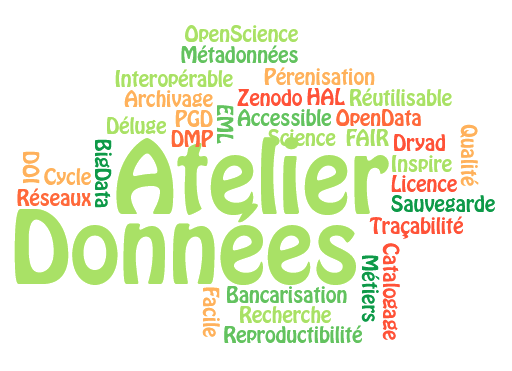 OpenScience
Métadonnées
Interopérable
Pérenisation
Archivage
Zenodo
HAL
Réutilisable
PGD
EML
Accessible
OpenData
Déluge
DMP
Science
FAIR
Dryad
Qualité
BigData
Atelier
Inspire
DOI
Cycle
Licence
Réseaux
Sauvegarde
Données
Traçabilité
Métiers
Catalogage
Facile
Bancarisation
Recherche
Reproductibilité